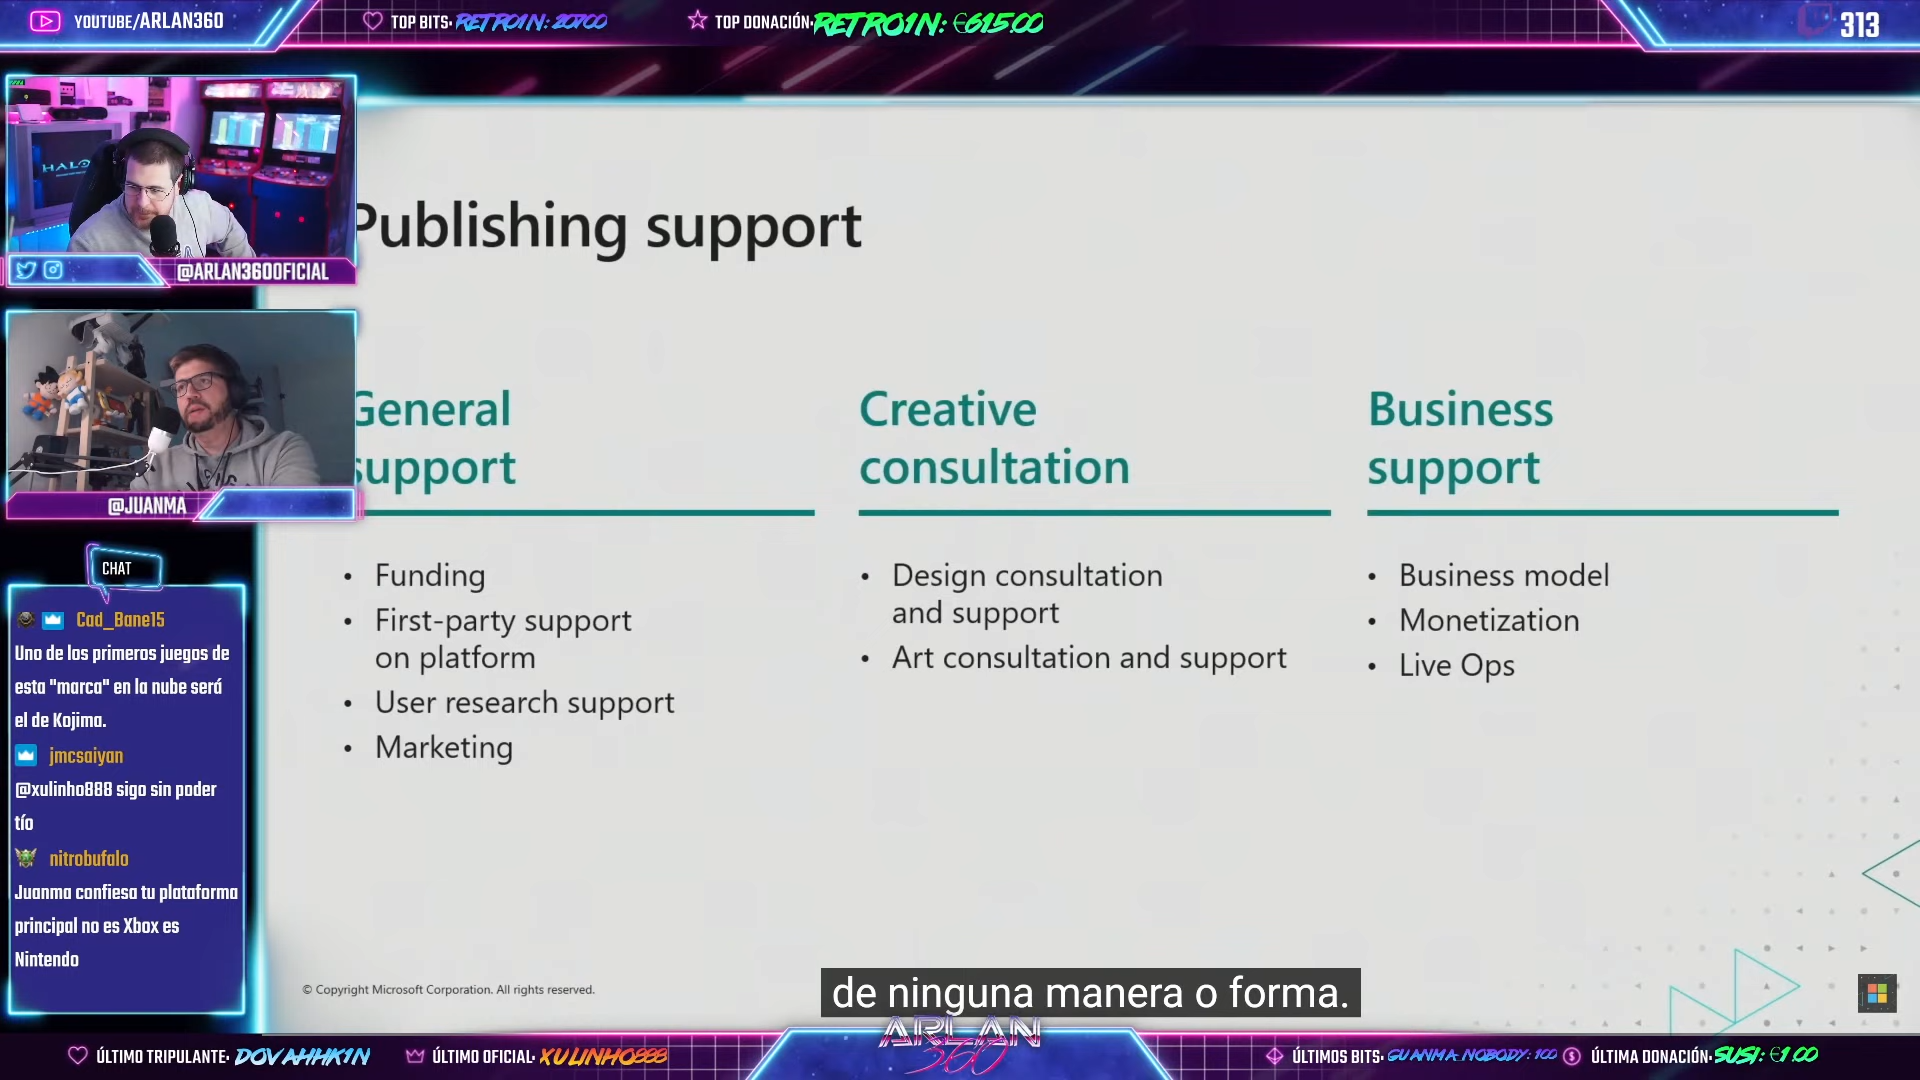 YOUTUBE/ARLAN360
TOP BITS: RETRO1N: 20700
TOP DONACIÓN: RETRO1N: €615.00
313
HALO
@ARLAN360OFICIAL
@JUANMA
Publishing support
General
support
Funding
First-party support
on platform
User research support
Marketing
Creative
consultation
Design consultation
and support
Art consultation and support
Business
support
Business model
Monetization
Live Ops
CHAT
Cad_Bane15
Uno de los primeros juegos de
esta "marca" en la nube será
el de Kojima.
jmcsaiyan
@xulinho888 sigo sin poder
tío
nitrobufalo
Juanma confiesa tu plataforma
principal no es Xbox es
Nintendo
© Copyright Microsoft Corporation. All rights reserved.
de ninguna manera o forma.
ARLAN
360
ÚLTIMO TRIPULANTE: DOVAHHK1N
ÚLTIMO OFICIAL: XULINHO888
ÚLTIMOS BITS: GUANMA_NOBODY: 100
ÚLTIMA DONACIÓN: SUSI: €1.00